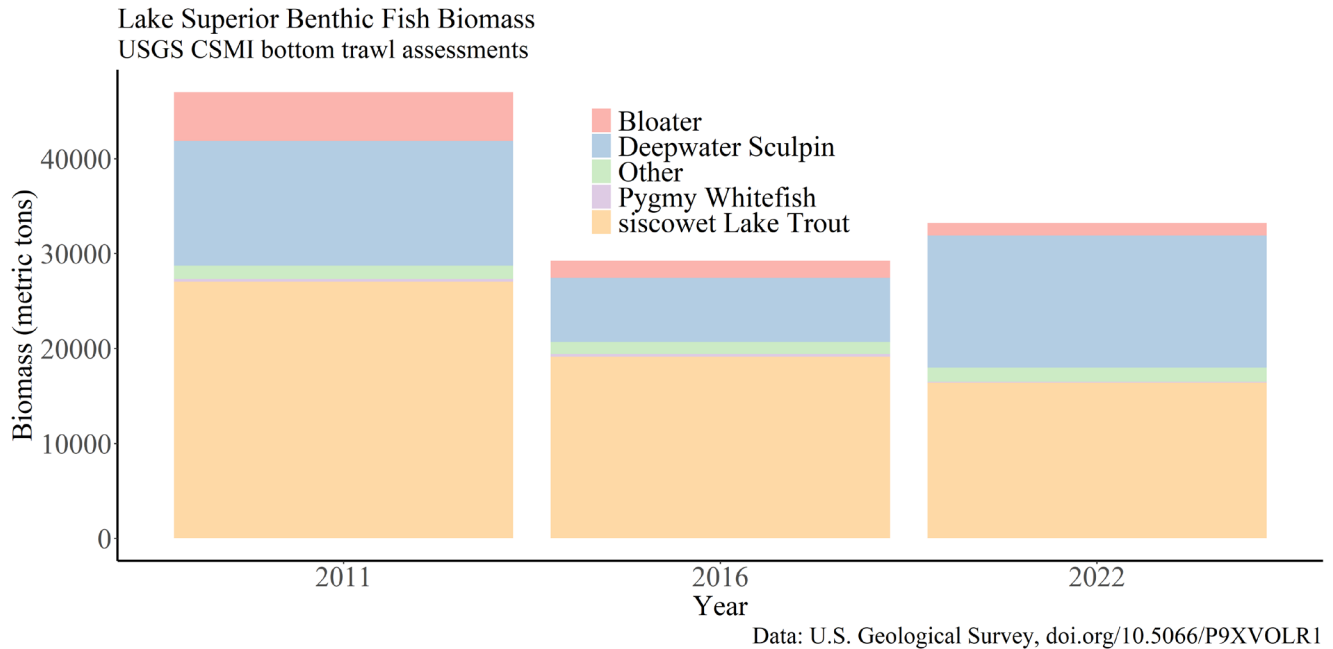 Lake Superior Benthic Fish Biomass
USGS CSMI bottom trawl assessments
Bloater
Deepwater Sculpin
Other
Pygmy Whitefish
siscowet Lake Trout
Biomass (metric tons)
40000
30000
20000
10000
0
2011 2016 2022
Year
Data: U.S. Geological Survey, doi.org/10.5066/P9XVOLR1